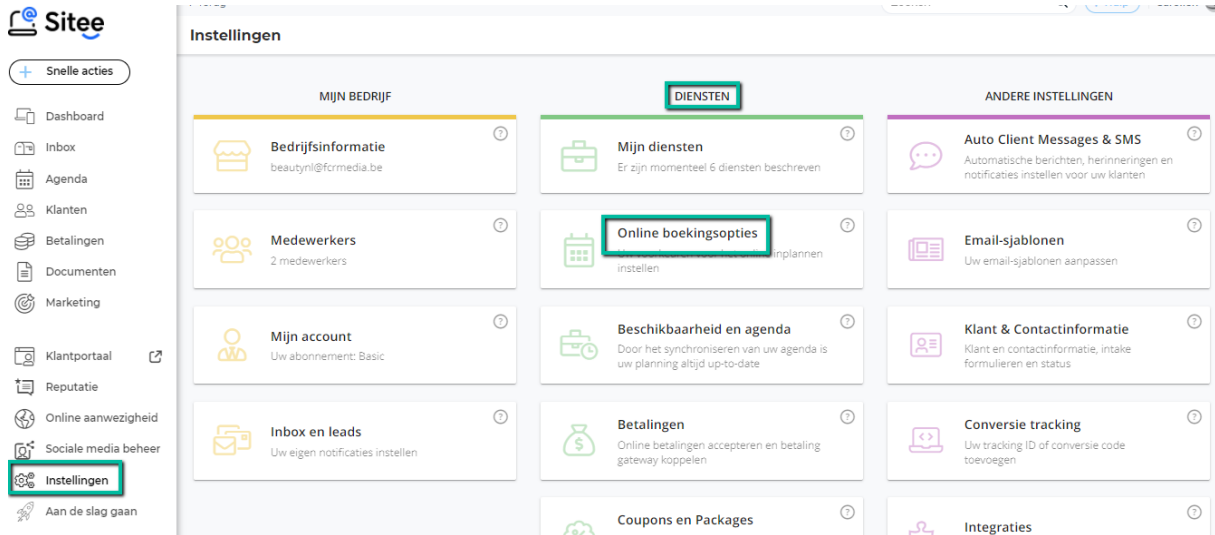 Sitee
Instellingen
Snelle acties
Dashboard
Inbox
Agenda
Klanten
Betalingen
Documenten
Marketing
Klantportaal
Reputatie
Online aanwezigheid
Sociale media beheer
Instellingen
Aan de slag gaan
MIJN BEDRIJF
Bedrijfsinformatie
beautynl@fcrmedia.be
Medewerkers
2 medewerkers
Mijn account
Uw abonnement: Basic
Inbox en leads
Uw eigen notificaties instellen
DIENSTEN
Mijn diensten
Er zijn momenteel 6 diensten beschreven
Online boekingsopties
instellen
Beschikbaarheid en agenda
Door het synchroniseren van uw agenda is
uw planning altijd up-to-date
Betalingen
Online betalingen accepteren en betaling
gateway koppelen
Coupons en Packages
ANDERE INSTELLINGEN
Auto Client Messages & SMS
Automatische berichten, herinneringen en
notificaties instellen voor uw klanten
Email-sjablonen
Uw email-sjablonen aanpassen
Klant & Contactinformatie
Klant en contactinformatie, intake
formulieren en status
Conversie tracking
Uw tracking ID of conversie code
toevoegen
Integraties